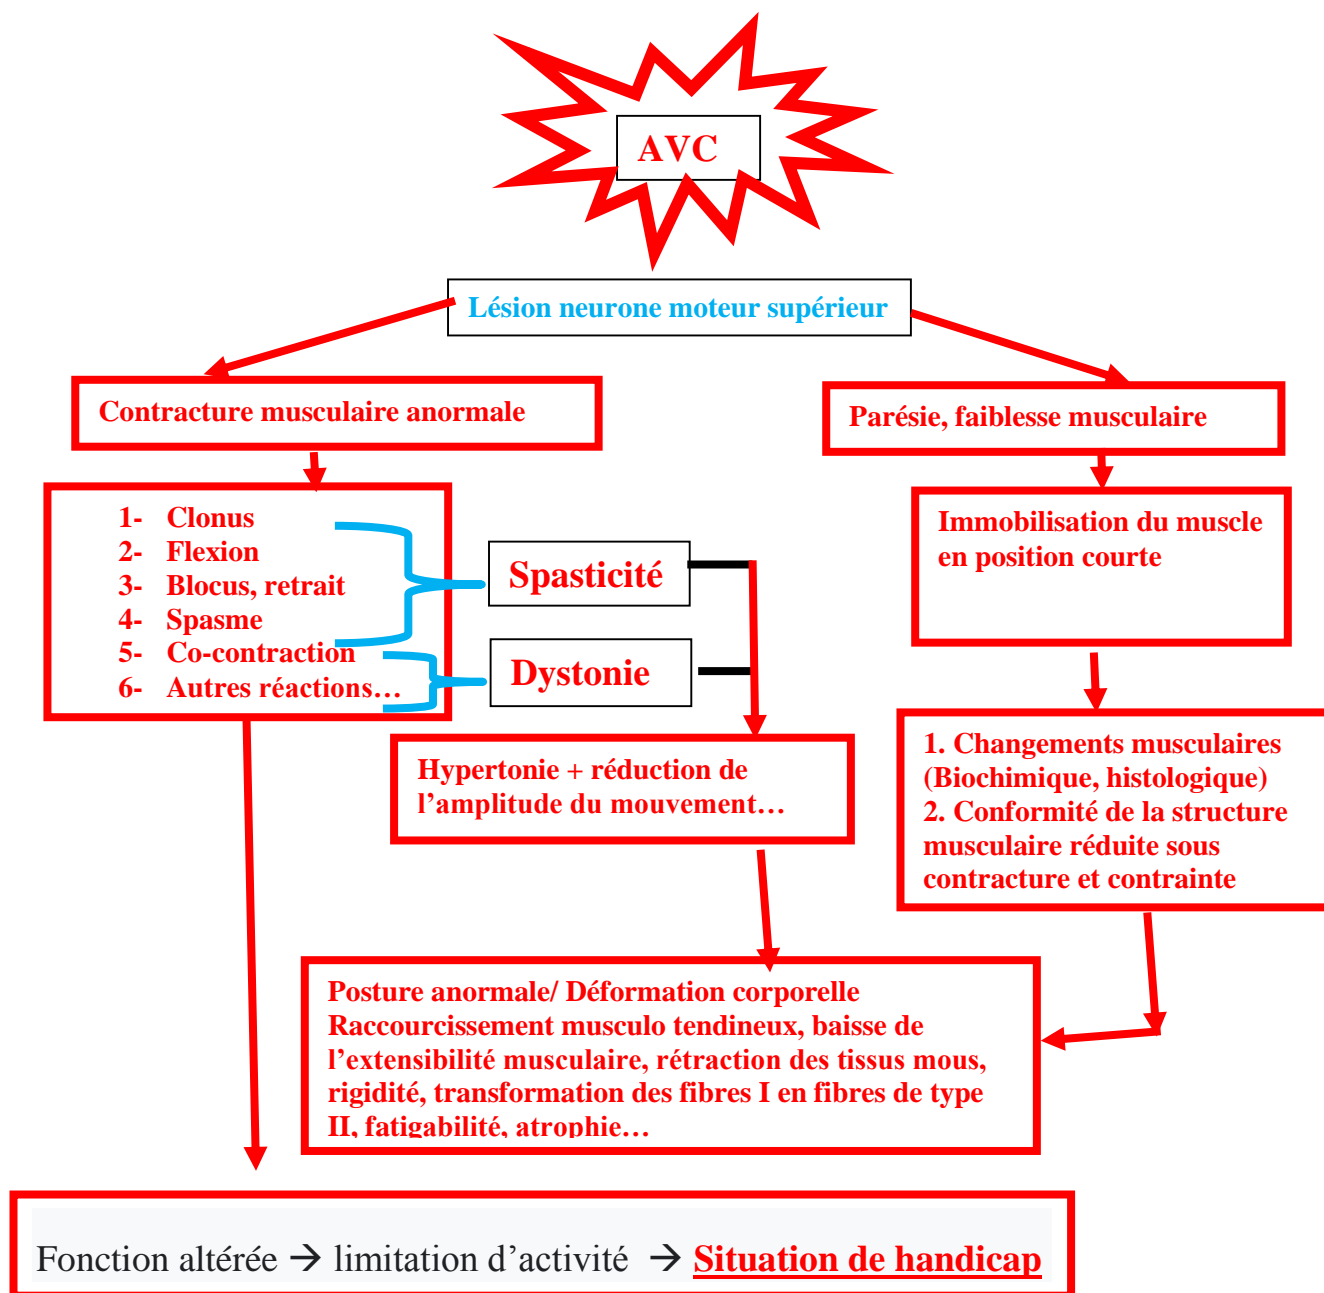 AVC
Lésion neurone moteur supérieur
Contracture musculaire anormale
Parésie, faiblesse musculaire
1- Clonus
2- Flexion
3- Blocus, retrait
4- Spasme
5- Co-contraction
6- Autres réactions…
Spasticité
Dystonie
Immobilisation du muscle
en position courte
Hypertonie + réduction de
l’amplitude du mouvement…
1. Changements musculaires
(Biochimique, histologique)
2. Conformité de la structure
musculaire réduite sous
contracture et contrainte
Posture anormale/ Déformation corporelle
Raccourcissement musculo tendineux, baisse de
l’extensibilité musculaire, rétraction des tissus mous,
rigidité, transformation des fibres I en fibres de type
II, fatigabilité, atrophie…
Fonction altérée → limitation d’activité → Situation de handicap